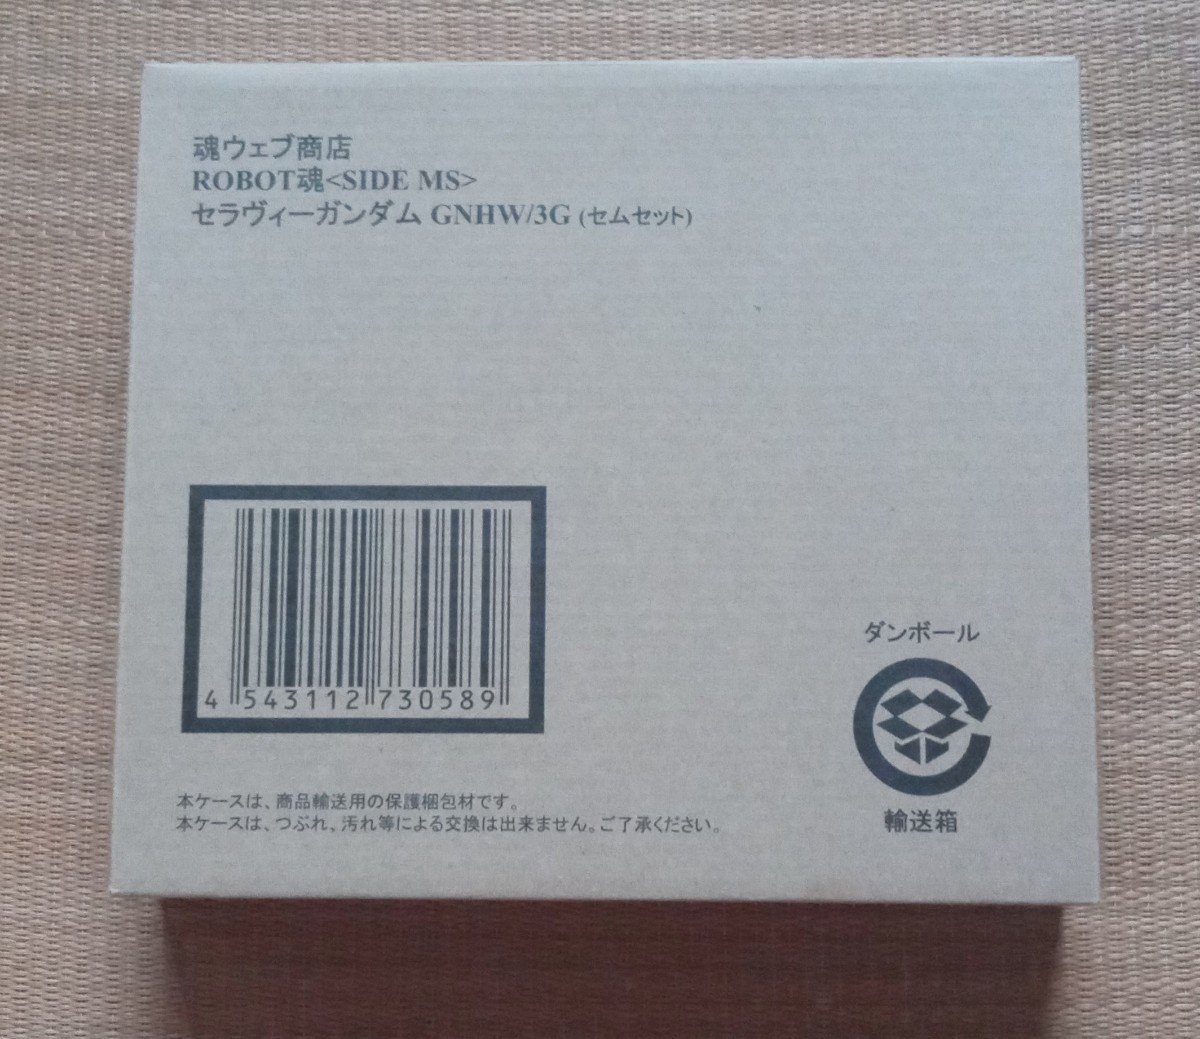 魂ウェブ商店
ROBOT魂<SIDE MS>
セラヴィーガンダム GNHW/3G (セムセット)
4 543112 730589
ダンボール
輸送箱
本ケースは、商品輸送用の保護梱包材です。
本ケースは、つぶれ、汚れ等による交換は出来ません。ご了承ください。